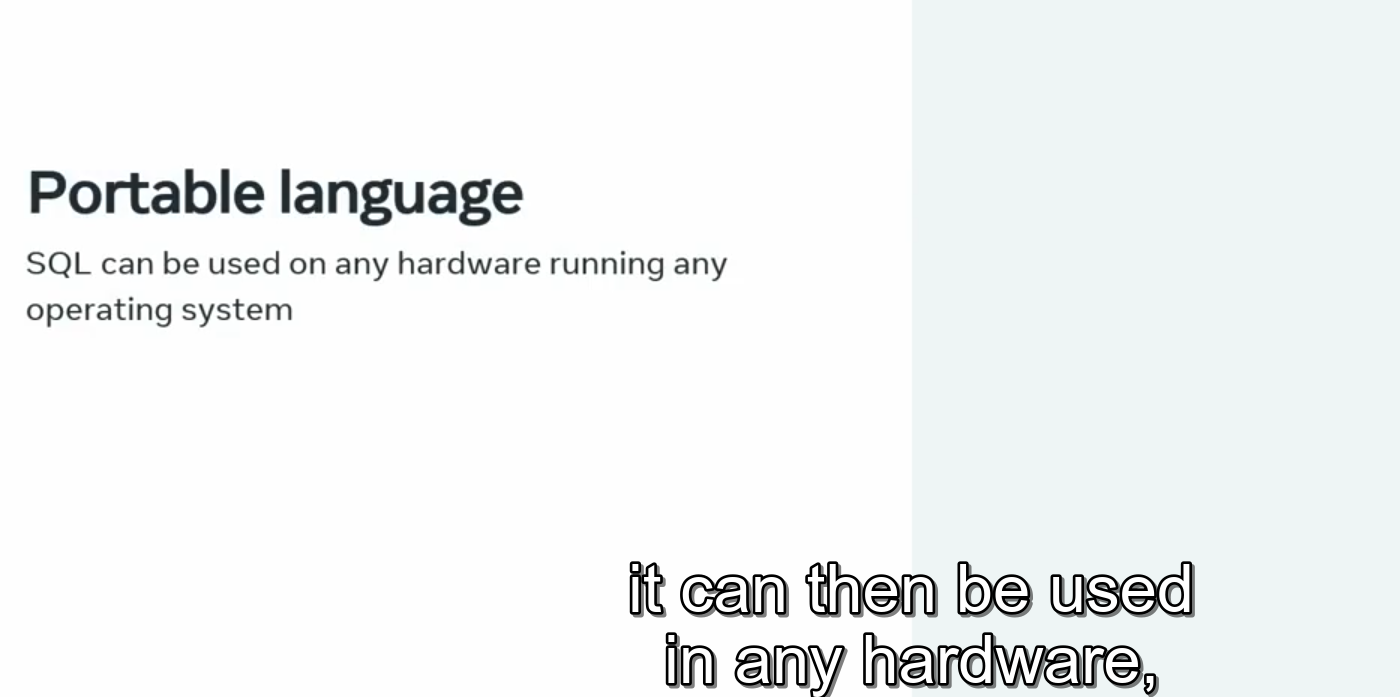 Portable language
SQL can be used on any hardware running any
operating system
it can then be used
in any hardware,